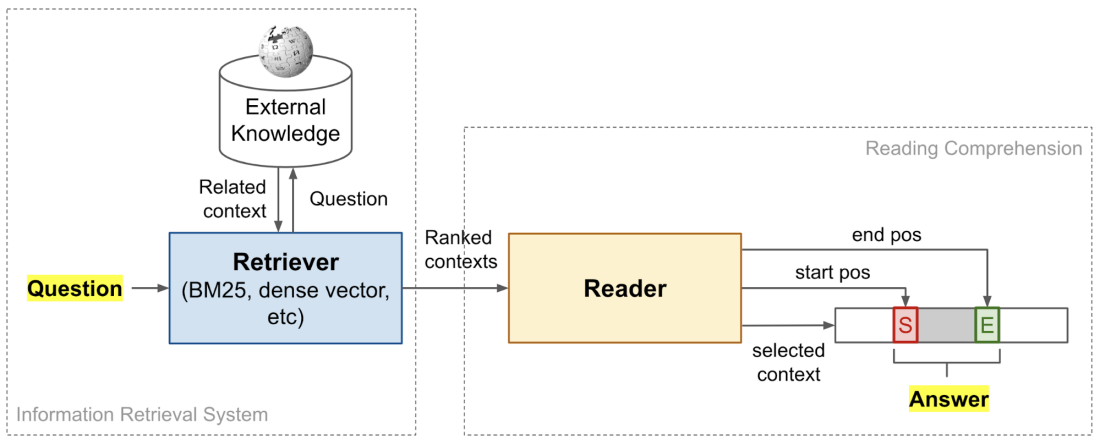 External
Knowledge
Related
context
Question
Question
Retriever
(BM25, dense vector,
etc)
Information Retrieval System
Ranked
contexts
Reading Comprehension
Reader
end pos
start pos
selected
context
S
E
Answer